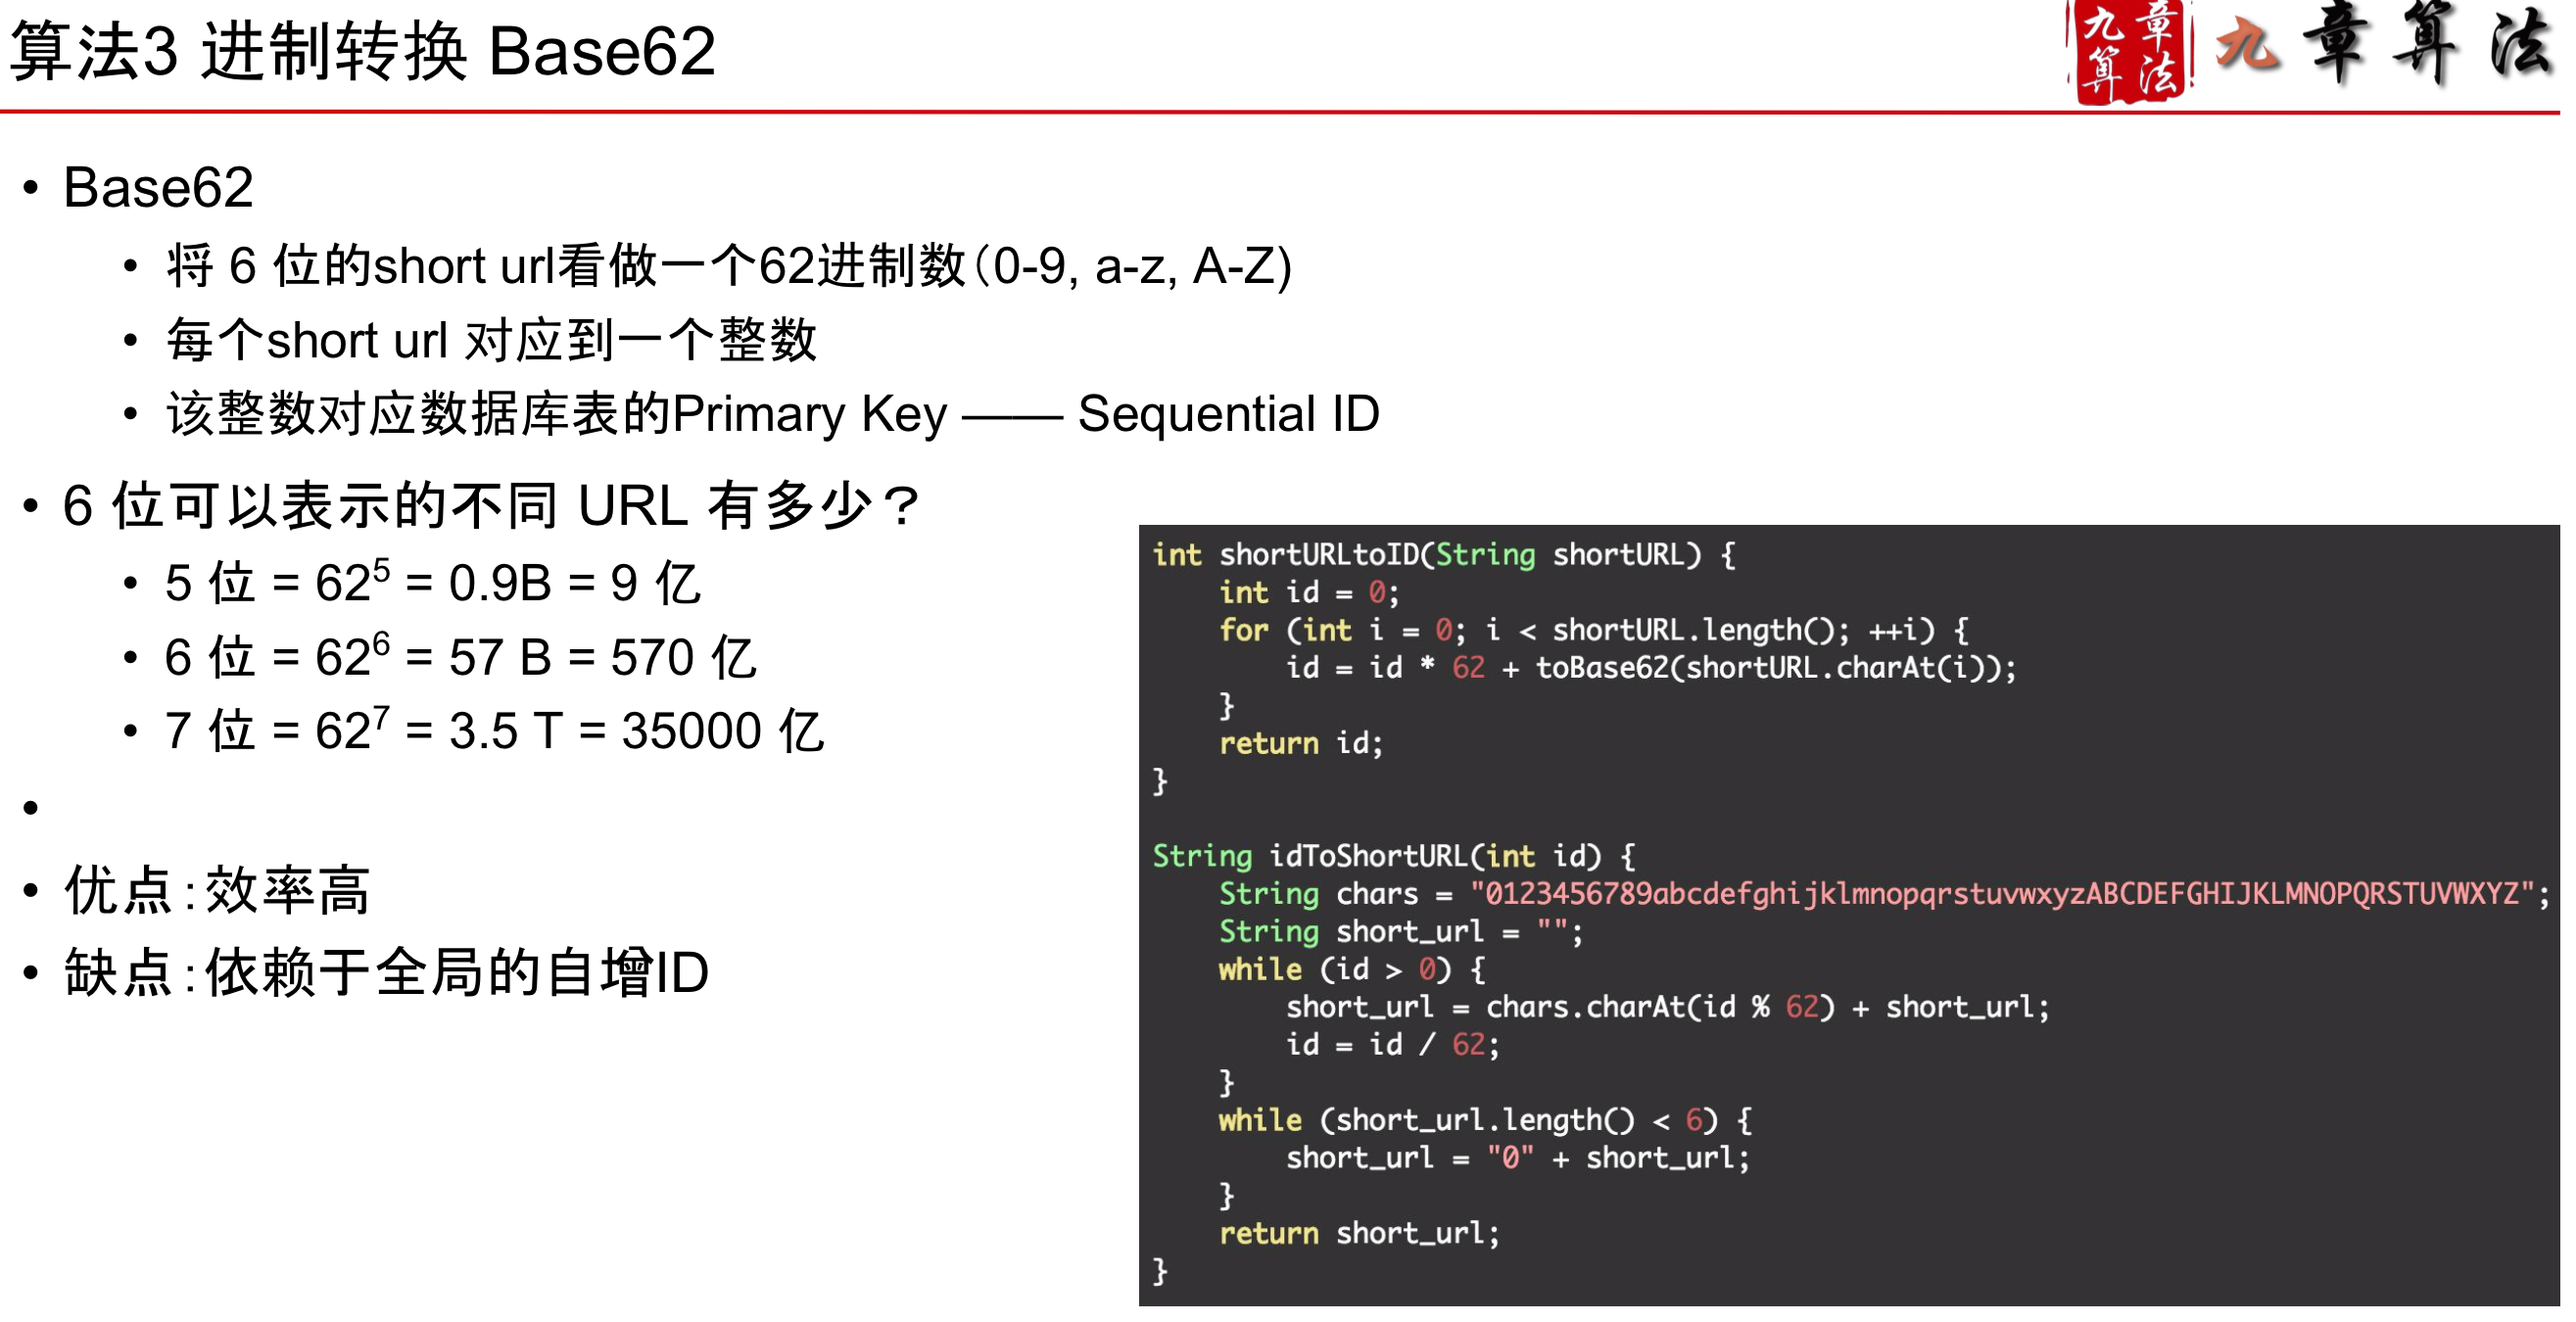 算法3 进制转换 Base62
九章算法
九章算法
• Base62
• 将 6 位的short url看做一个62进制数（0-9, a-z, A-Z)
• 每个short url 对应到一个整数
• 该整数对应数据库表的Primary Key —— Sequential ID
• 6 位可以表示的不同 URL 有多少？
• 5 位 = 62⁵ = 0.9B = 9 亿
• 6 位 = 62⁶ = 57 B = 570 亿
• 7 位 = 62⁷ = 3.5 T = 35000 亿
•
• 优点：效率高
• 缺点：依赖于全局的自增ID
int shortURLtoID(String shortURL) {
    int id = 0;
    for (int i = 0; i < shortURL.length(); ++i) {
        id = id * 62 + toBase62(shortURL.charAt(i));
    }
    return id;
}
String idToShortURL(int id) {
    String chars = "0123456789abcdefghijklmnopqrstuvwxyzABCDEFGHIJKLMNOPQRSTUVWXYZ";
    String short_url = "";
    while (id > 0) {
        short_url = chars.charAt(id % 62) + short_url;
        id = id / 62;
    }
    while (short_url.length() < 6) {
        short_url = "0" + short_url;
    }
    return short_url;
}